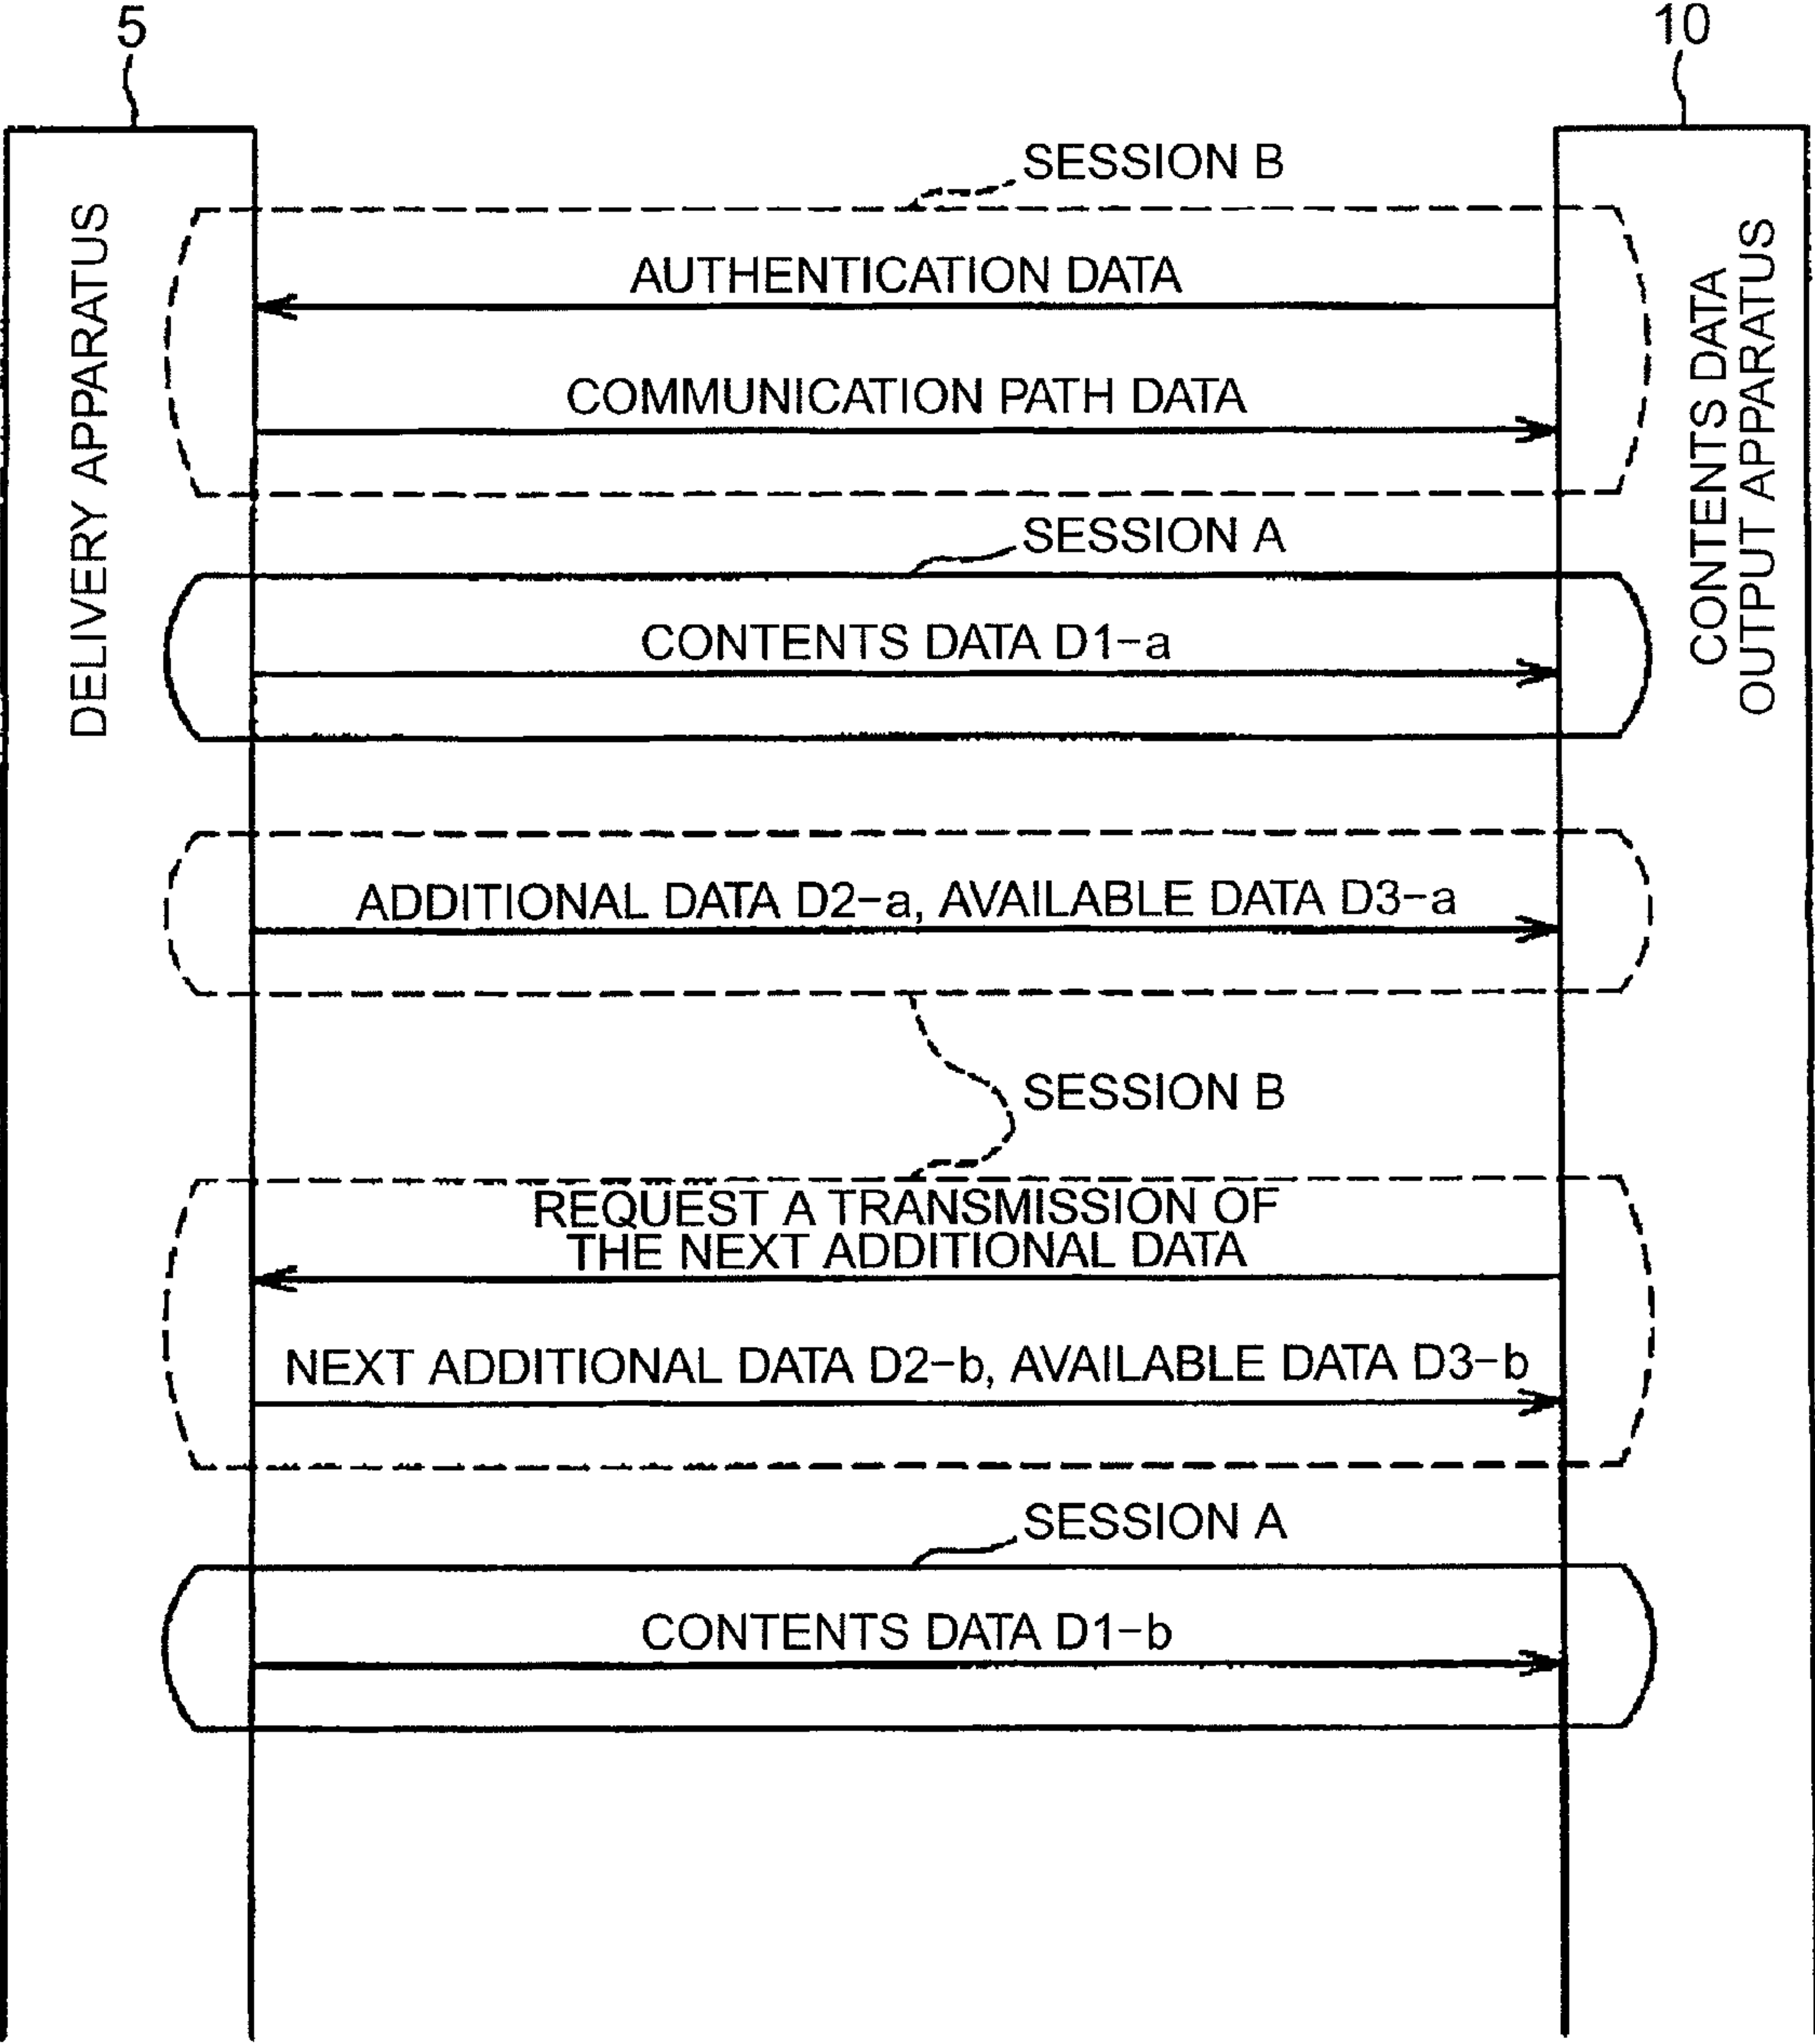 5
10
DELIVERY APPARATUS
CONTENTS DATA
OUTPUT APPARATUS
SESSION B
AUTHENTICATION DATA
COMMUNICATION PATH DATA
SESSION A
CONTENTS DATA D1-a
ADDITIONAL DATA D2-a, AVAILABLE DATA D3-a
SESSION B
REQUEST A TRANSMISSION OF
THE NEXT ADDITIONAL DATA
NEXT ADDITIONAL DATA D2-b, AVAILABLE DATA D3-b
SESSION A
CONTENTS DATA D1-b